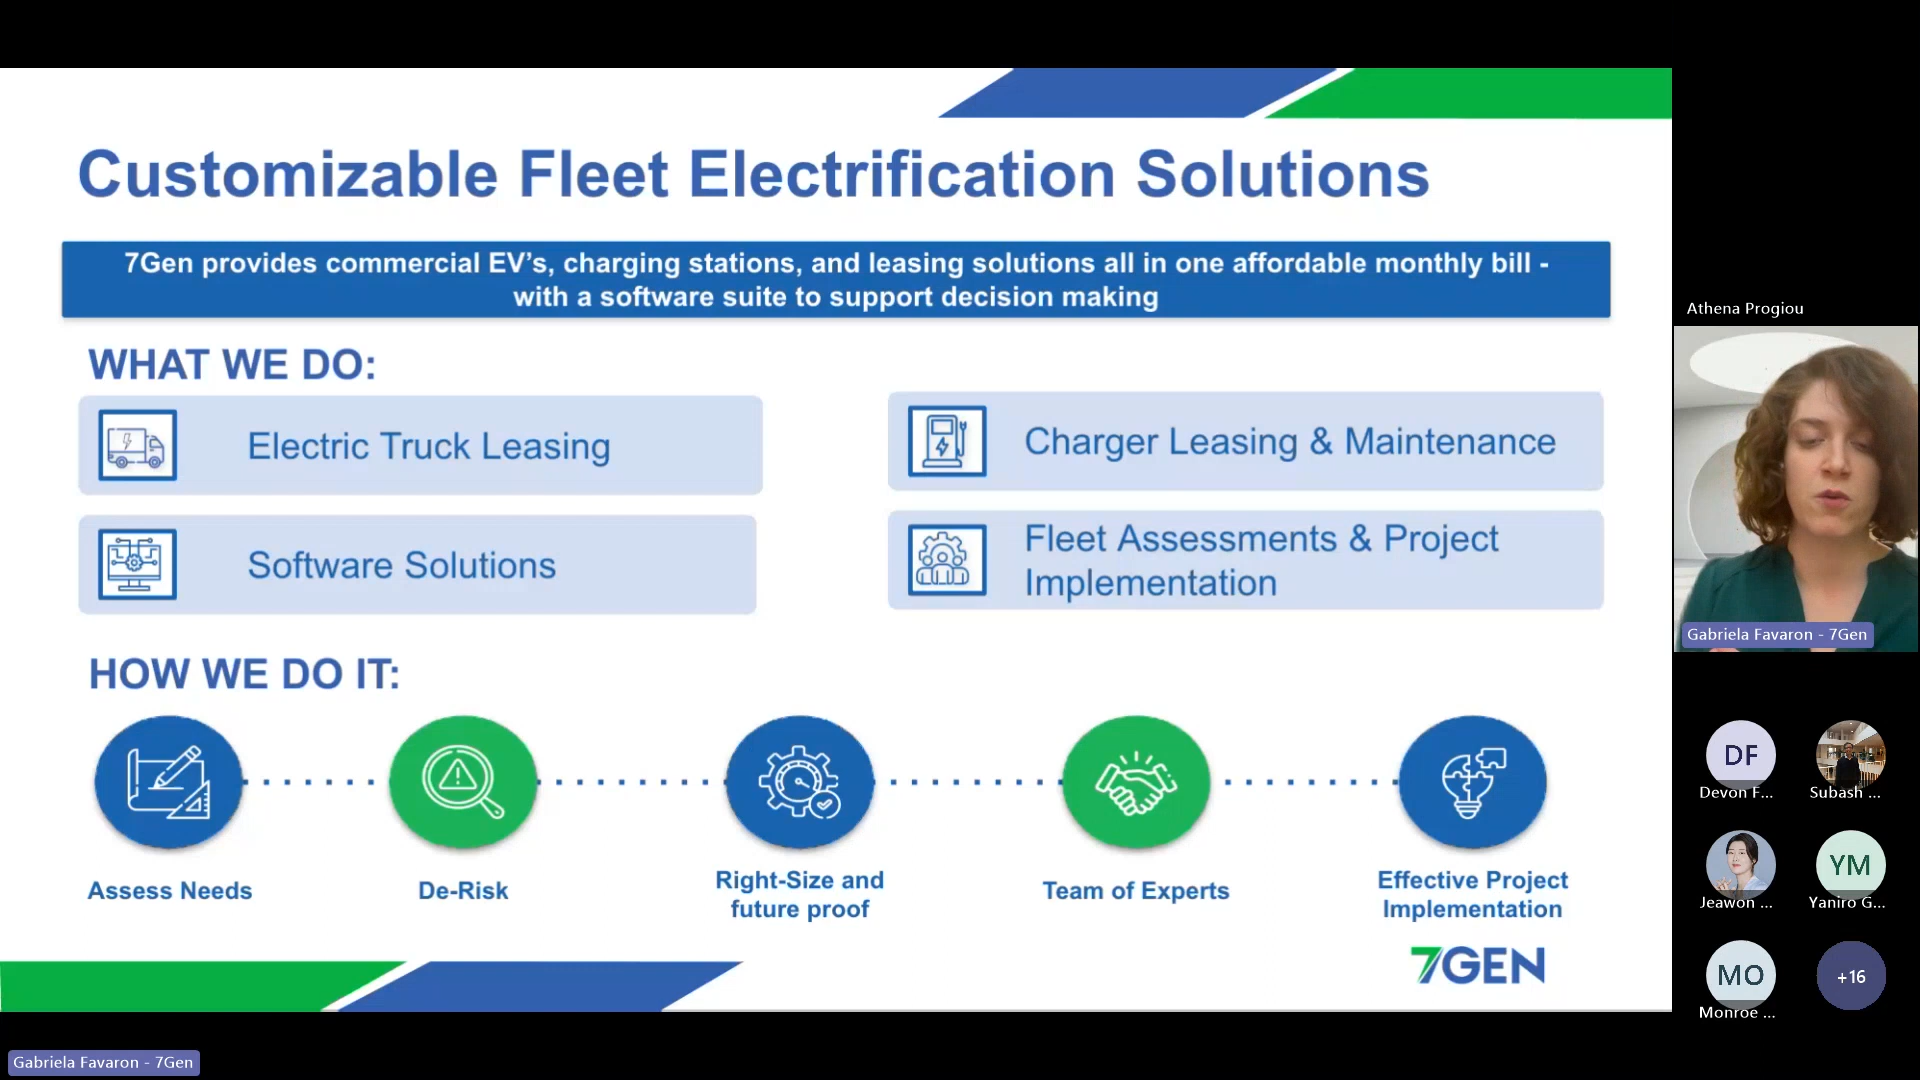 Customizable Fleet Electrification Solutions
7Gen provides commercial EV’s, charging stations, and leasing solutions all in one affordable monthly bill -
with a software suite to support decision making
WHAT WE DO:
Electric Truck Leasing
Charger Leasing & Maintenance
Software Solutions
Fleet Assessments & Project
Implementation
HOW WE DO IT:
Assess Needs
De-Risk
Right-Size and
future proof
Team of Experts
Effective Project
Implementation
7GEN
Gabriela Favaron - 7Gen
Athena Progiou
Gabriela Favaron - 7Gen
DF
Devon F...
Subash ...
Jeawon ...
YM
Yaniro G...
MO
Monroe ...
+16